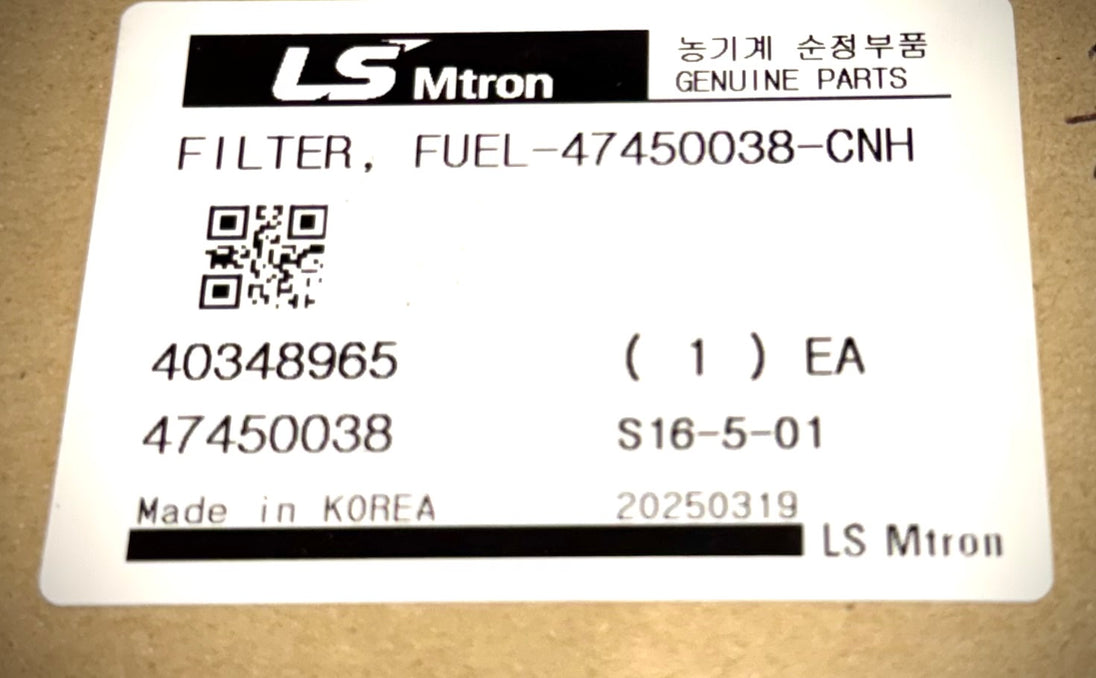 LS Mtron
농기계 순정부품
GENUINE PARTS
FILTER, FUEL-47450038-CNH
40348965
( 1 ) EA
47450038
S16-5-01
Made in KOREA
20250319
LS Mtron